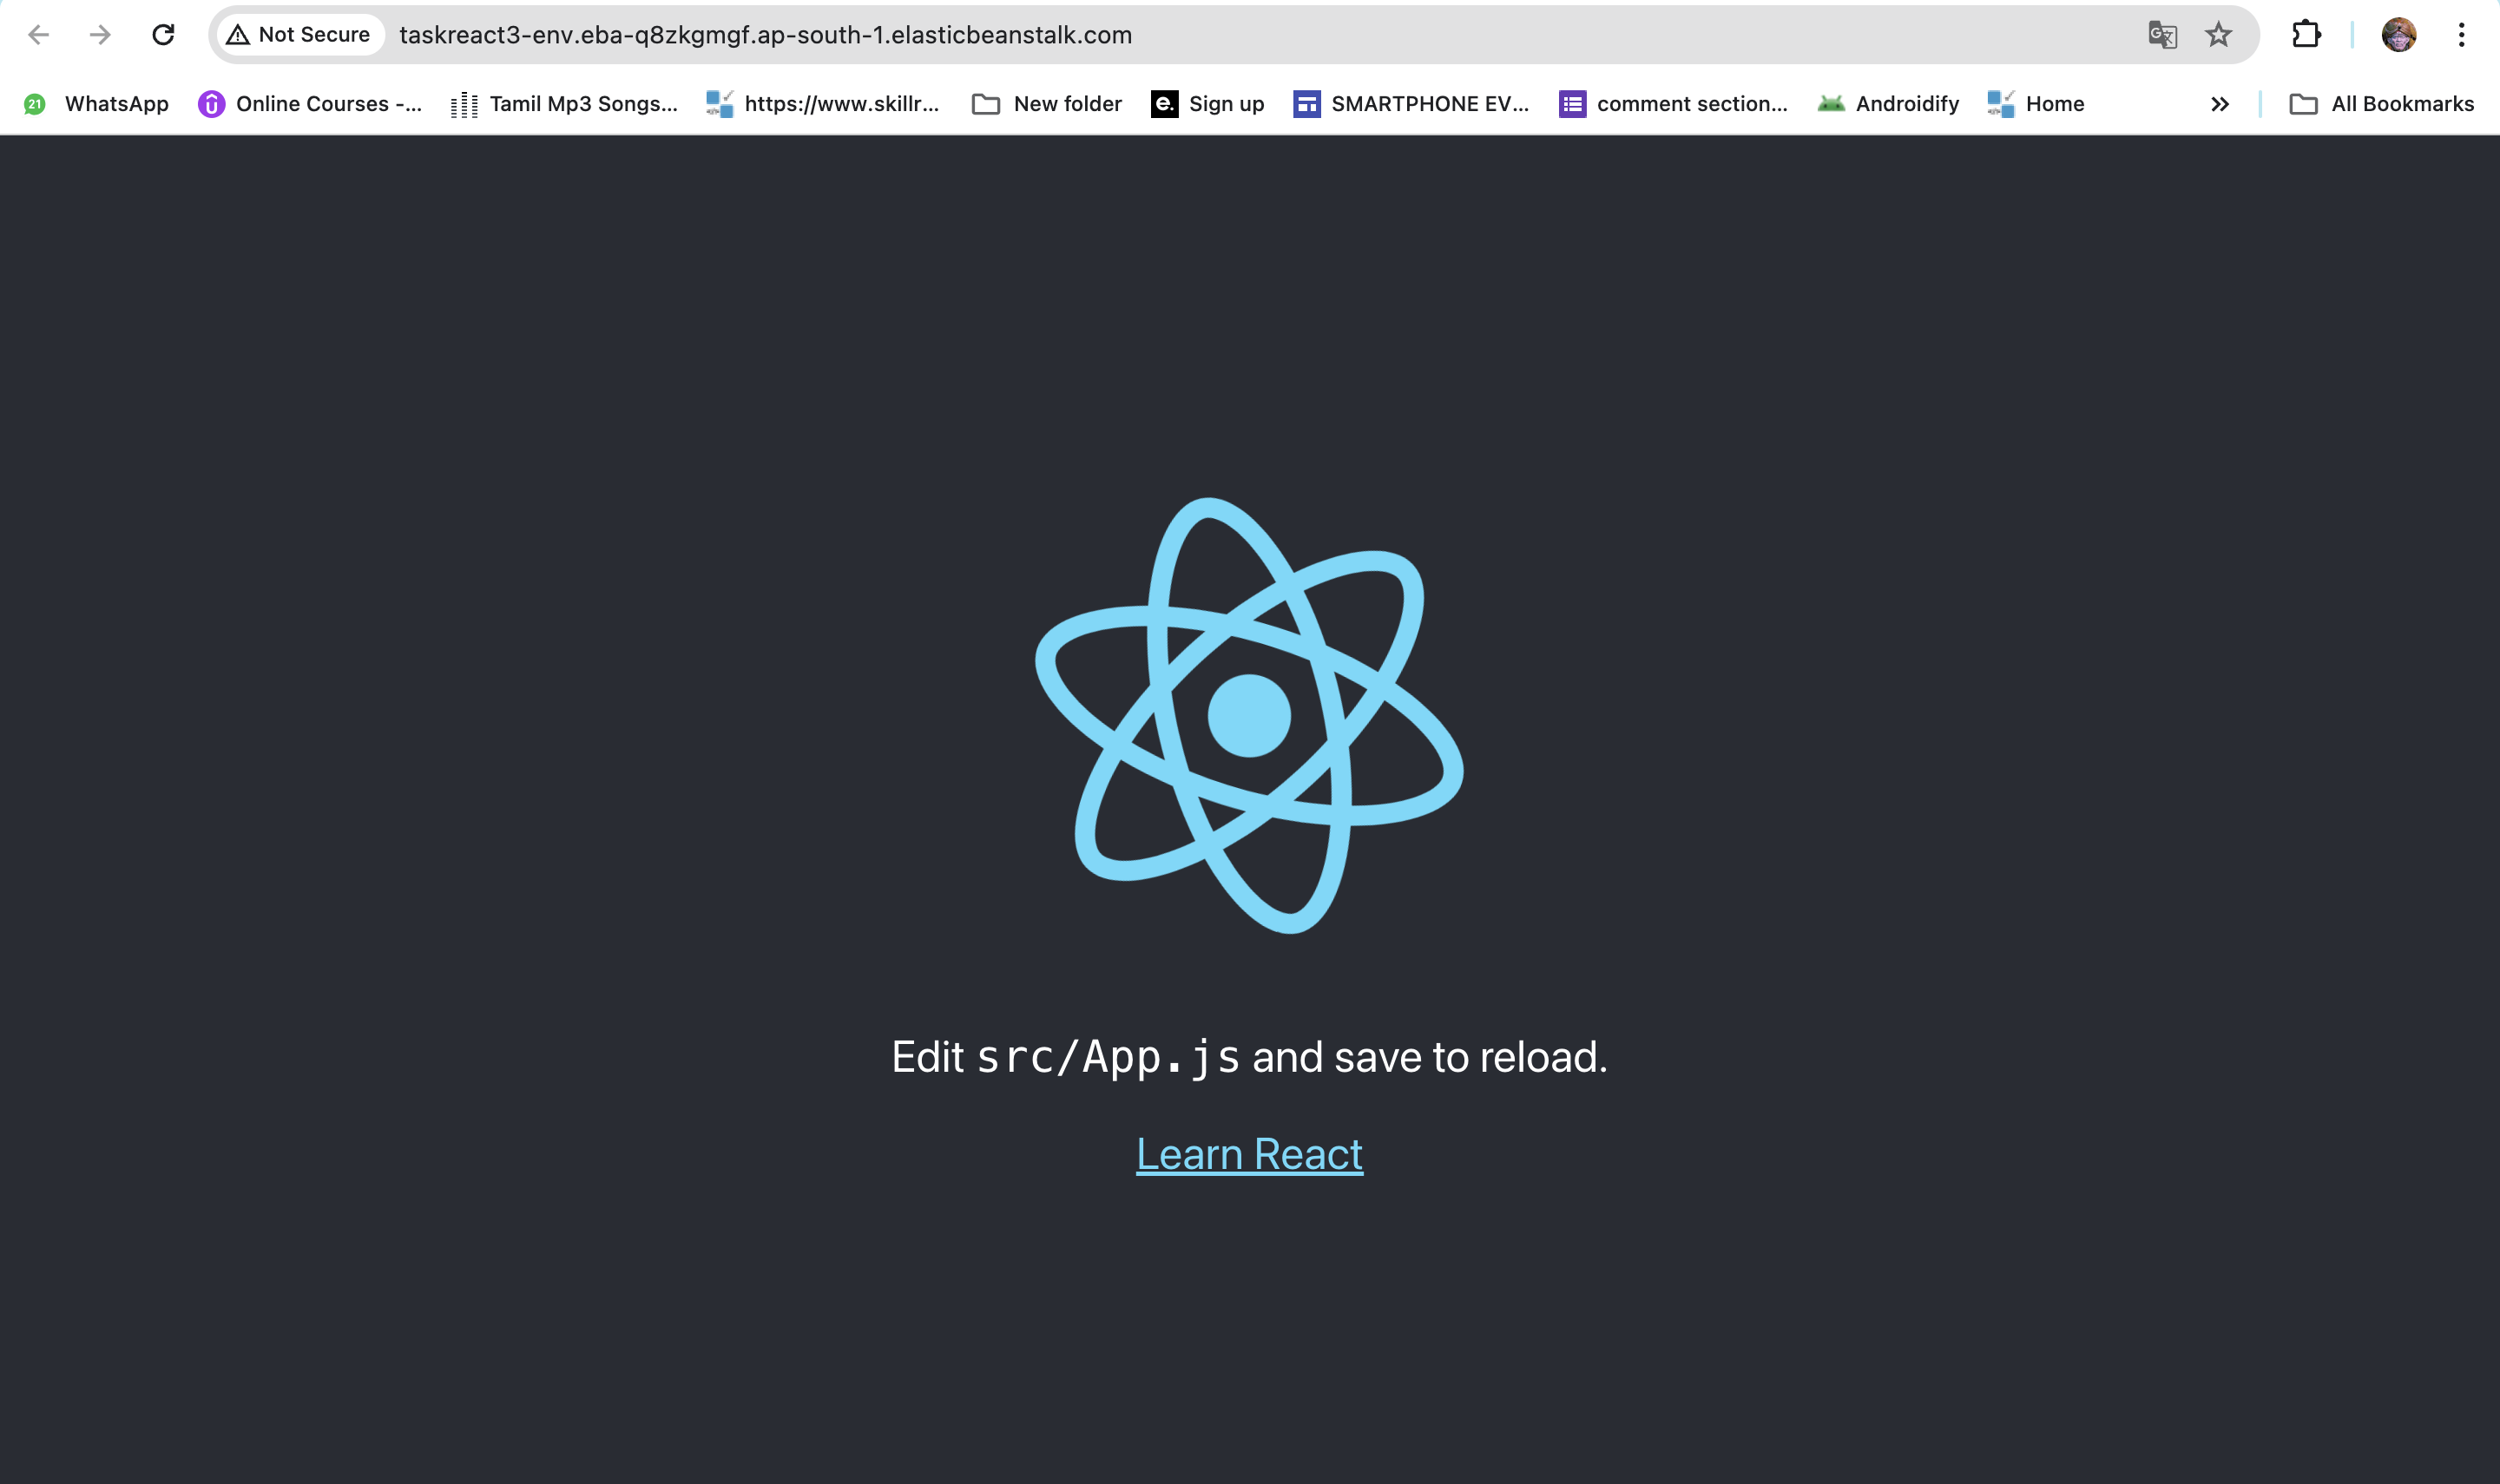 Not Secure taskreact3-env.eba-q8zkgmgf.ap-south-1.elasticbeanstalk.com
21 WhatsApp Online Courses -... Tamil Mp3 Songs... https://www.skillr... New folder e. Sign up SMARTPHONE EV... comment section... Androidify Home All Bookmarks
Edit src/App.js and save to reload.
Learn React